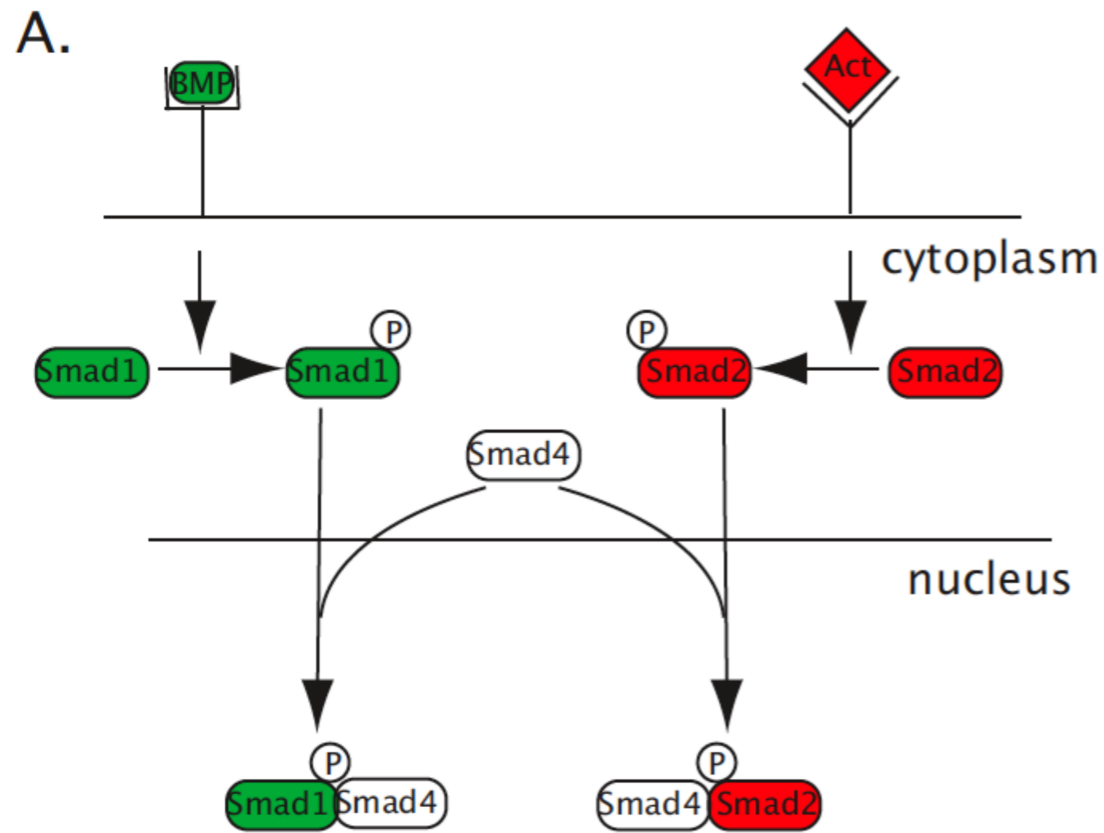 A.
BMP
Act
cytoplasm
P
P
Smad1
Smad1
Smad2
Smad2
Smad4
nucleus
P
P
Smad1
Smad4
Smad4
Smad2